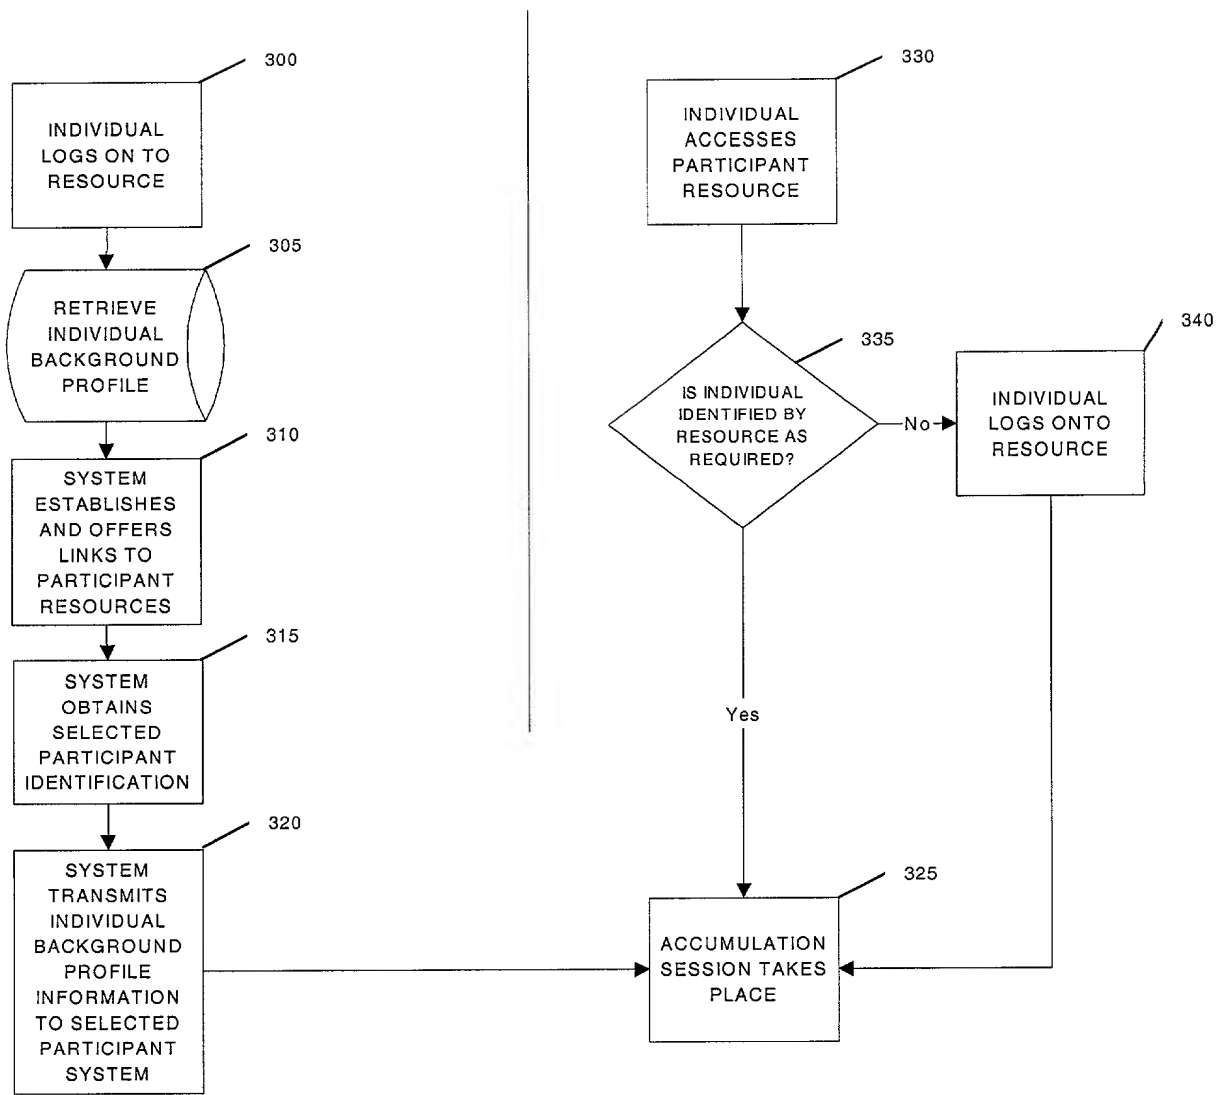 300
INDIVIDUAL
LOGS ON TO
RESOURCE
305
RETRIEVE
INDIVIDUAL
BACKGROUND
PROFILE
310
SYSTEM
ESTABLISHES
AND OFFERS
LINKS TO
PARTICIPANT
RESOURCES
315
SYSTEM
OBTAINS
SELECTED
PARTICIPANT
IDENTIFICATION
320
SYSTEM
TRANSMITS
INDIVIDUAL
BACKGROUND
PROFILE
INFORMATION
TO SELECTED
PARTICIPANT
SYSTEM
330
INDIVIDUAL
ACCESSES
PARTICIPANT
RESOURCE
335
IS INDIVIDUAL
IDENTIFIED BY
RESOURCE AS
REQUIRED?
No
340
INDIVIDUAL
LOGS ONTO
RESOURCE
Yes
325
ACCUMULATION
SESSION TAKES
PLACE